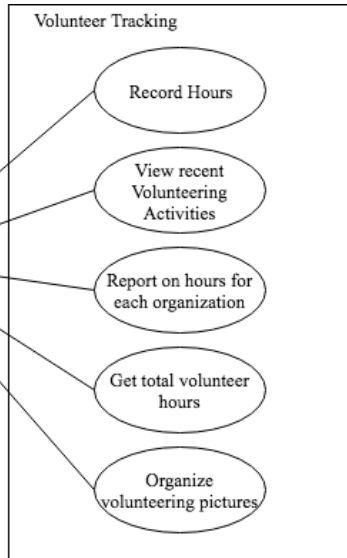 Volunteer Tracking
Record Hours
View recent
Volunteering
Activities
Report on hours for
each organization
Get total volunteer
hours
Organize
volunteering pictures